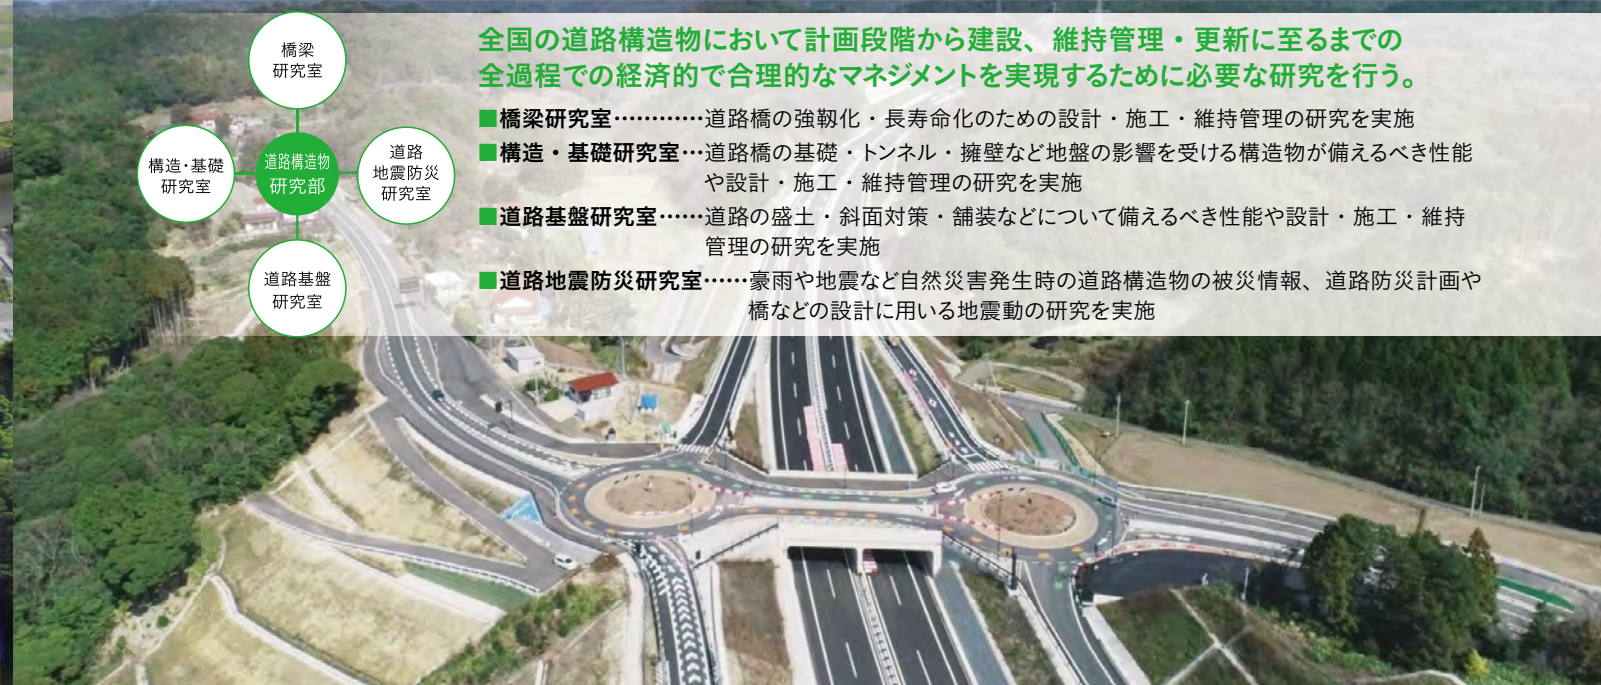 橋梁
研究室
構造・基礎
研究室
道路構造物
研究部
道路
地震防災
研究室
道路基盤
研究室
全国の道路構造物において計画段階から建設、維持管理・更新に至るまでの
全過程での経済的で合理的なマネジメントを実現するために必要な研究を行う。
■橋梁研究室…………道路橋の強靱化・長寿命化のための設計・施工・維持管理の研究を実施
■構造・基礎研究室…道路橋の基礎・トンネル・擁壁など地盤の影響を受ける構造物が備えるべき性能
や設計・施工・維持管理の研究を実施
■道路基盤研究室……道路の盛土・斜面対策・舗装などについて備えるべき性能や設計・施工・維持
管理の研究を実施
■道路地震防災研究室……豪雨や地震など自然災害発生時の道路構造物の被災情報、道路防災計画や
橋などの設計に用いる地震動の研究を実施